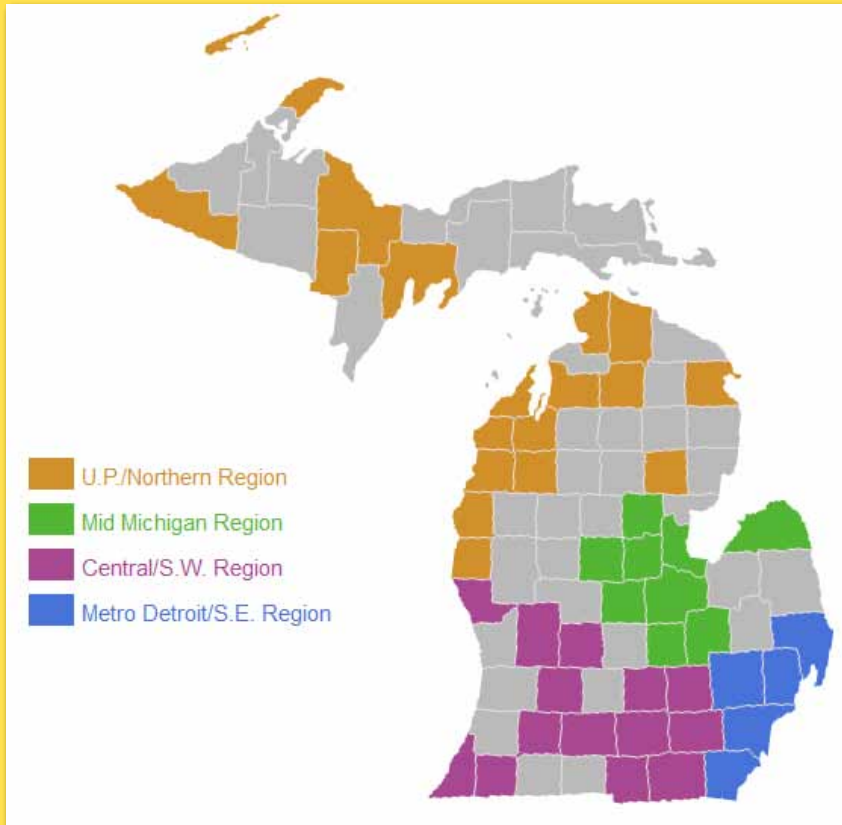 U.P./Northern Region
Mid Michigan Region
Central/S.W. Region
Metro Detroit/S.E. Region